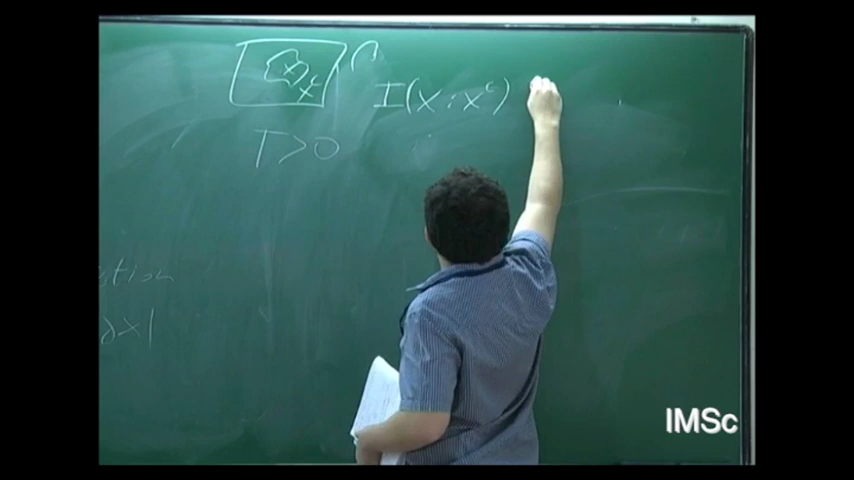 X
X^c
I(X : X^c)
T > 0
∂X|
IMSc